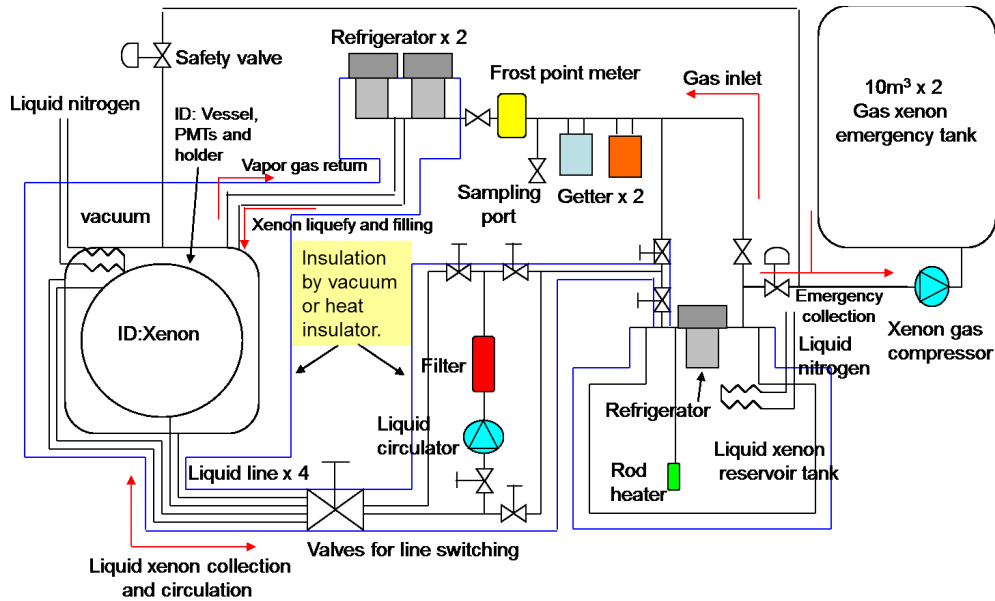 Refrigerator x 2
Safety valve
Frost point meter
Gas inlet
10m³ x 2
Gas xenon
emergency tank
Liquid nitrogen
ID: Vessel,
PMTs and
holder
Vapor gas return
Sampling
port
Getter x 2
vacuum
Xenon liquefy and filling
Insulation
by vacuum
or heat
insulator.
Emergency
collection
Xenon gas
compressor
ID:Xenon
Filter
Liquid
nitrogen
Refrigerator
Liquid
circulator
Liquid xenon
reservoir tank
Rod
heater
Liquid line x 4
Valves for line switching
Liquid xenon collection
and circulation